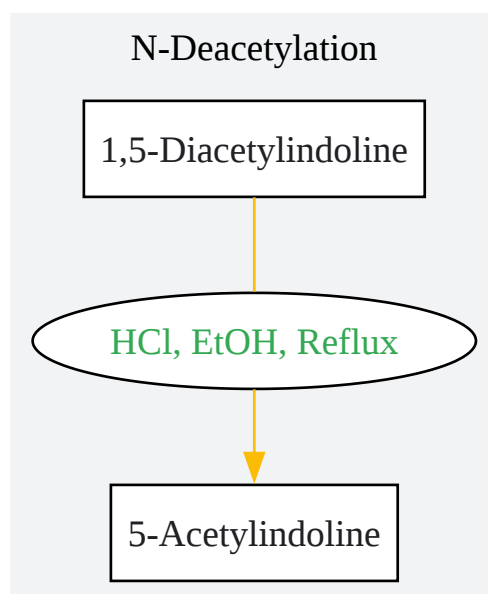 N-Deacetylation
1,5-Diacetylindoline
HCl, EtOH, Reflux
5-Acetylindoline